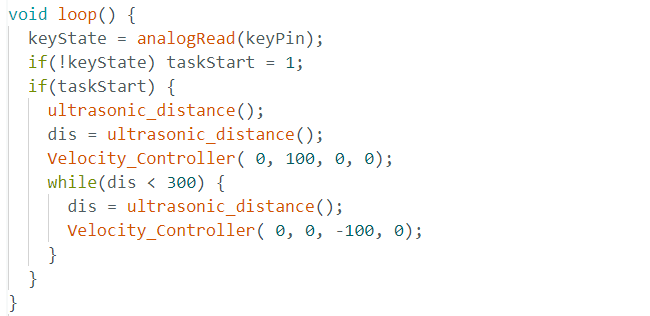 void loop() {
  keyState = analogRead(keyPin);
  if(!keyState) taskStart = 1;
  if(taskStart) {
    ultrasonic_distance();
    dis = ultrasonic_distance();
    Velocity_Controller( 0, 100, 0, 0);
    while(dis < 300) {
      dis = ultrasonic_distance();
      Velocity_Controller( 0, 0, -100, 0);
    }
  }
}